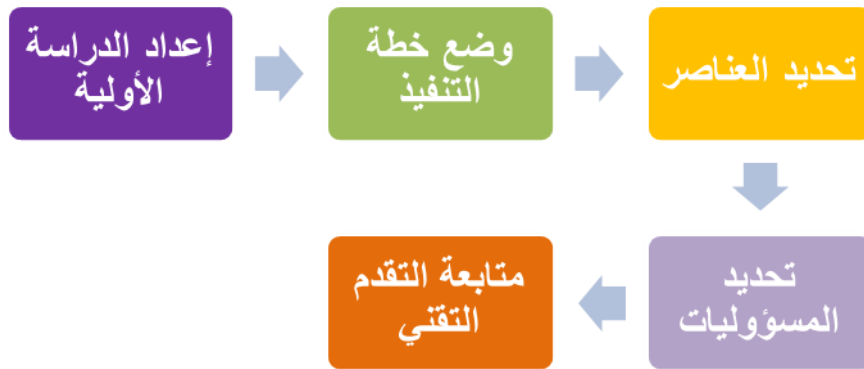 إعداد الدراسة
الأولية
وضع خطة
التنفيذ
تحديد العناصر
تحديد
المسؤوليات
متابعة التقدم
التقني